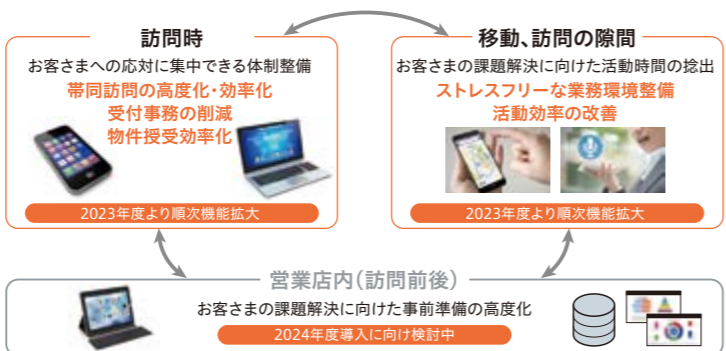 訪問時
お客さまへの応対に集中できる体制整備
帯同訪問の高度化・効率化
受付事務の削減
物件授受効率化
2023年度より順次機能拡大
移動、訪問の隙間
お客さまの課題解決に向けた活動時間の捻出
ストレスフリーな業務環境整備
活動効率の改善
2023年度より順次機能拡大
営業店内(訪問前後)
お客さまの課題解決に向けた事前準備の高度化
2024年度導入に向け検討中